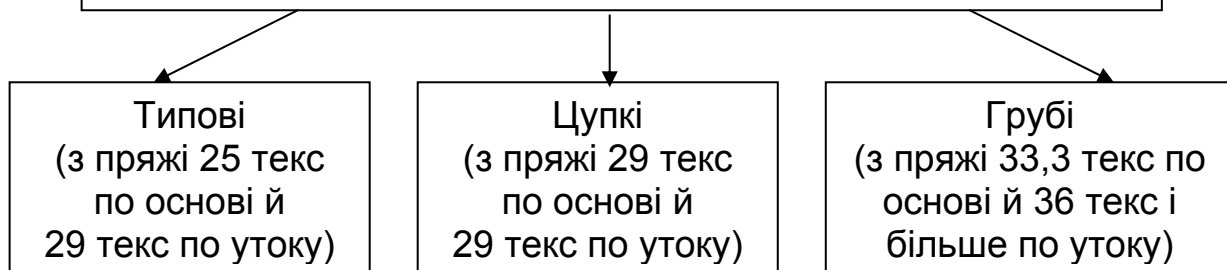 Типові
(з пряжі 25 текс
по основі й
29 текс по утоку)
Цупкі
(з пряжі 29 текс
по основі й
29 текс по утоку)
Грубі
(з пряжі 33,3 текс по
основі й 36 текс і
більше по утоку)